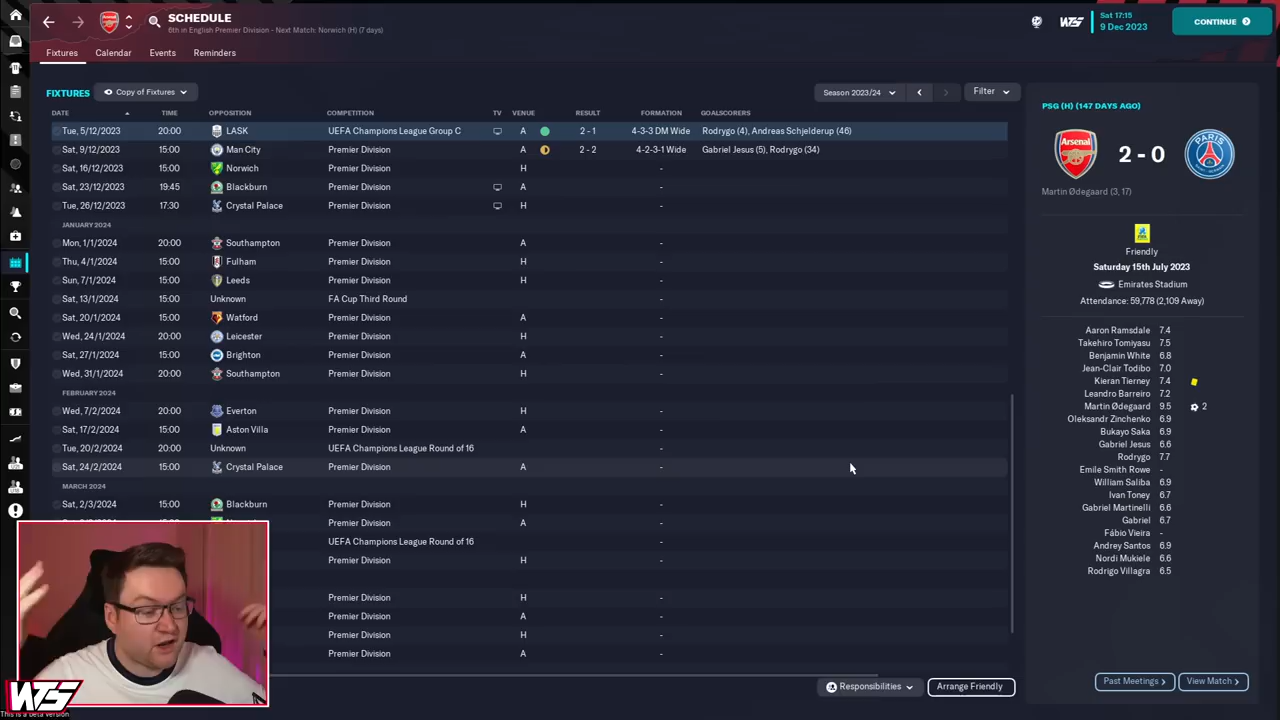 SCHEDULE
6th in English Premier Division - Next Match: Norwich (H) (7 days)
WTS
Sat 17:15
9 Dec 2023
CONTINUE
Fixtures Calendar Events Reminders
FIXTURES Copy of Fixtures Season 2023/24 Filter
DATE TIME OPPOSITION COMPETITION TV VENUE RESULT FORMATION GOALSCORERS
Tue, 5/12/2023 20:00 LASK UEFA Champions League Group C A 2 - 1 4-3-3 DM Wide Rodrygo (4), Andreas Schjelderup (46)
Sat, 9/12/2023 15:00 Man City Premier Division A 2 - 2 4-2-3-1 Wide Gabriel Jesus (5), Rodrygo (34)
Sat, 16/12/2023 15:00 Norwich Premier Division H -
Sat, 23/12/2023 19:45 Blackburn Premier Division A -
Tue, 26/12/2023 17:30 Crystal Palace Premier Division H -
JANUARY 2024
Mon, 1/1/2024 20:00 Southampton Premier Division A -
Thu, 4/1/2024 20:00 Fulham Premier Division H -
Sun, 7/1/2024 15:00 Leeds Premier Division H -
Sat, 13/1/2024 15:00 Unknown FA Cup Third Round -
Sat, 20/1/2024 15:00 Watford Premier Division A -
Wed, 24/1/2024 20:00 Leicester Premier Division H -
Sat, 27/1/2024 15:00 Brighton Premier Division A -
Wed, 31/1/2024 20:00 Southampton Premier Division H -
FEBRUARY 2024
Wed, 7/2/2024 20:00 Everton Premier Division H -
Sat, 17/2/2024 15:00 Aston Villa Premier Division A -
Tue, 20/2/2024 20:00 Unknown UEFA Champions League Round of 16 -
Sat, 24/2/2024 15:00 Crystal Palace Premier Division A -
MARCH 2024
Sat, 2/3/2024 15:00 Blackburn Premier Division H -
Premier Division A -
UEFA Champions League Round of 16 -
Premier Division H -
Premier Division H -
Premier Division A -
Premier Division H -
Premier Division A -
Responsibilities Arrange Friendly
PSG (H) (147 DAYS AGO)
Arsenal 2 - 0 PARIS
Martin Ødegaard (3, 17)
Friendly
Saturday 15th July 2023
Emirates Stadium
Attendance: 59,778 (2,109 Away)
Aaron Ramsdale 7.4
Takehiro Tomiyasu 7.5
Benjamin White 6.8
Jean-Clair Todibo 7.0
Kieran Tierney 7.4
Leandro Barreiro 7.2
Martin Ødegaard 9.5 2
Oleksandr Zinchenko 6.9
Bukayo Saka 6.9
Gabriel Jesus 6.6
Rodrygo 7.7
Emile Smith Rowe -
William Saliba 6.9
Ivan Toney 6.7
Gabriel Martinelli 6.6
Gabriel 6.7
Fábio Vieira -
Andrey Santos 6.9
Nordi Mukiele 6.6
Rodrigo Villagra 6.5
Past Meetings View Match
WTS
This is a beta version